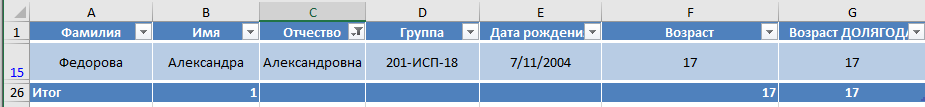 A B C D E F G
1 Фамилия Имя Отчество Группа Дата рождени Возраст Возраст ДОЛЯГОДА
15 Федорова Александра Александровна 201-ИСП-18 7/11/2004 17 17
26 Итог 1 17 17